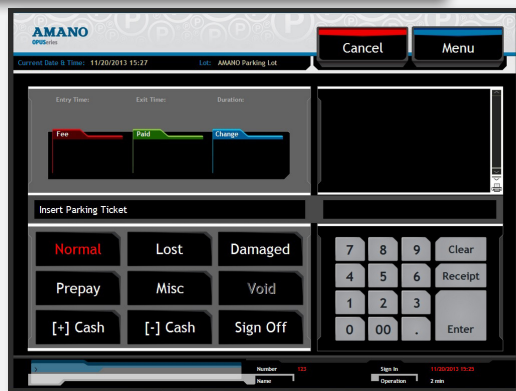 AMANO
OPUSeries
Cancel
Menu
Current Date & Time: 11/20/2013 15:27
Lot: AMANO Parking Lot
Entry Time:
Exit Time:
Duration:
Fee
Paid
Change
Insert Parking Ticket
Normal
Lost
Damaged
7 8 9 Clear
Prepay
Misc
Void
4 5 6 Receipt
1 2 3
[+] Cash
[-] Cash
Sign Off
0 00 . Enter
Number 123
Sign In 11/20/2013 15:25
Name
Operation 2 min